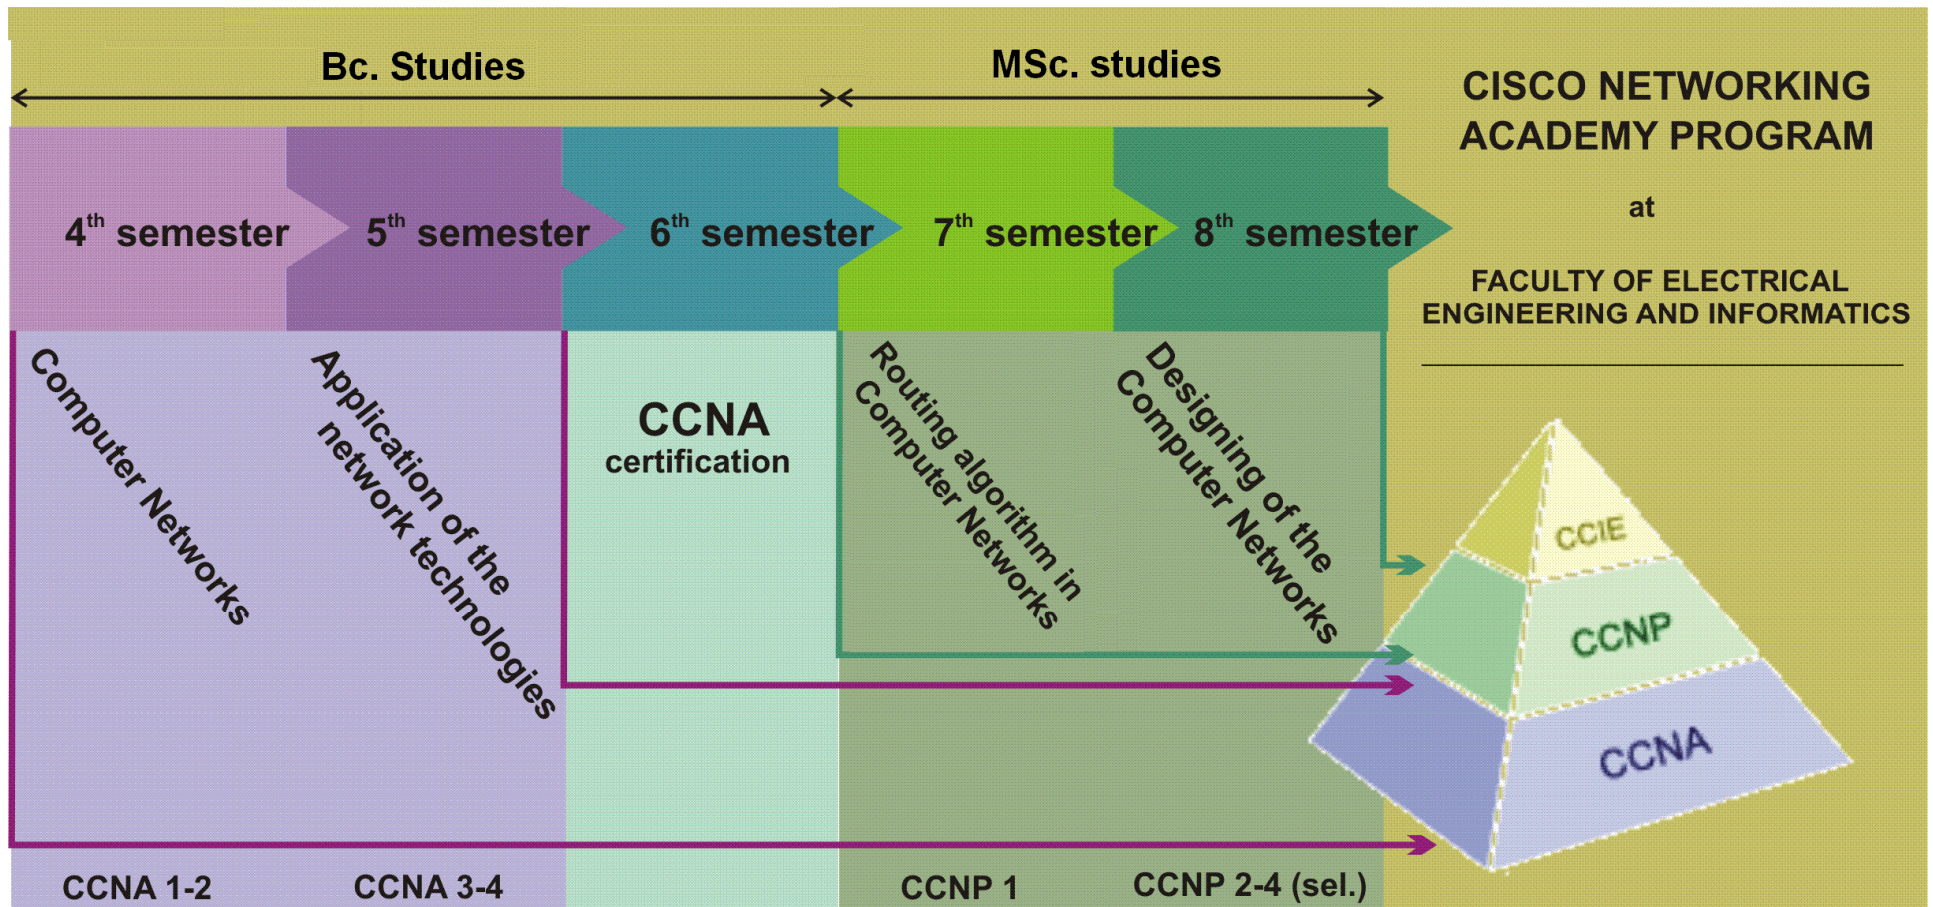 Bc. Studies
MSc. studies
CISCO NETWORKING
ACADEMY PROGRAM
at
FACULTY OF ELECTRICAL
ENGINEERING AND INFORMATICS
4th semester
5th semester
6th semester
7th semester
8th semester
Computer Networks
Application of the
network technologies
CCNA
certification
Routing algorithm in
Computer Networks
Designing of the
Computer Networks
CCIE
CCNP
CCNA
CCNA 1-2
CCNA 3-4
CCNP 1
CCNP 2-4 (sel.)